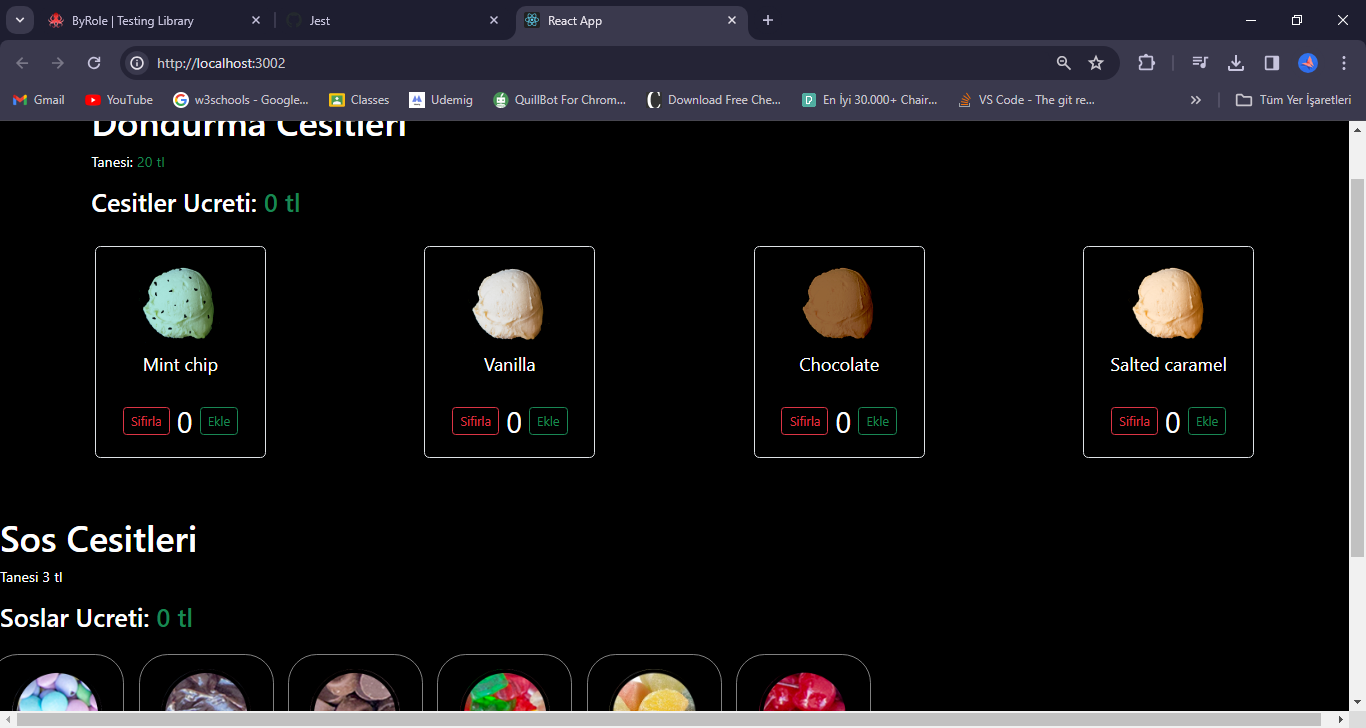 ByRole | Testing Library
Jest
React App
http://localhost:3002
Gmail
YouTube
w3schools - Google...
Classes
Udemig
QuillBot For Chrom...
Download Free Che...
En İyi 30.000+ Chair...
VS Code - The git re...
Tüm Yer İşaretleri
Dondurma Cesitleri
Tanesi: 20 tl
Cesitler Ucreti: 0 tl
Mint chip
Sifirla 0 Ekle
Vanilla
Sifirla 0 Ekle
Chocolate
Sifirla 0 Ekle
Salted caramel
Sifirla 0 Ekle
Sos Cesitleri
Tanesi 3 tl
Soslar Ucreti: 0 tl